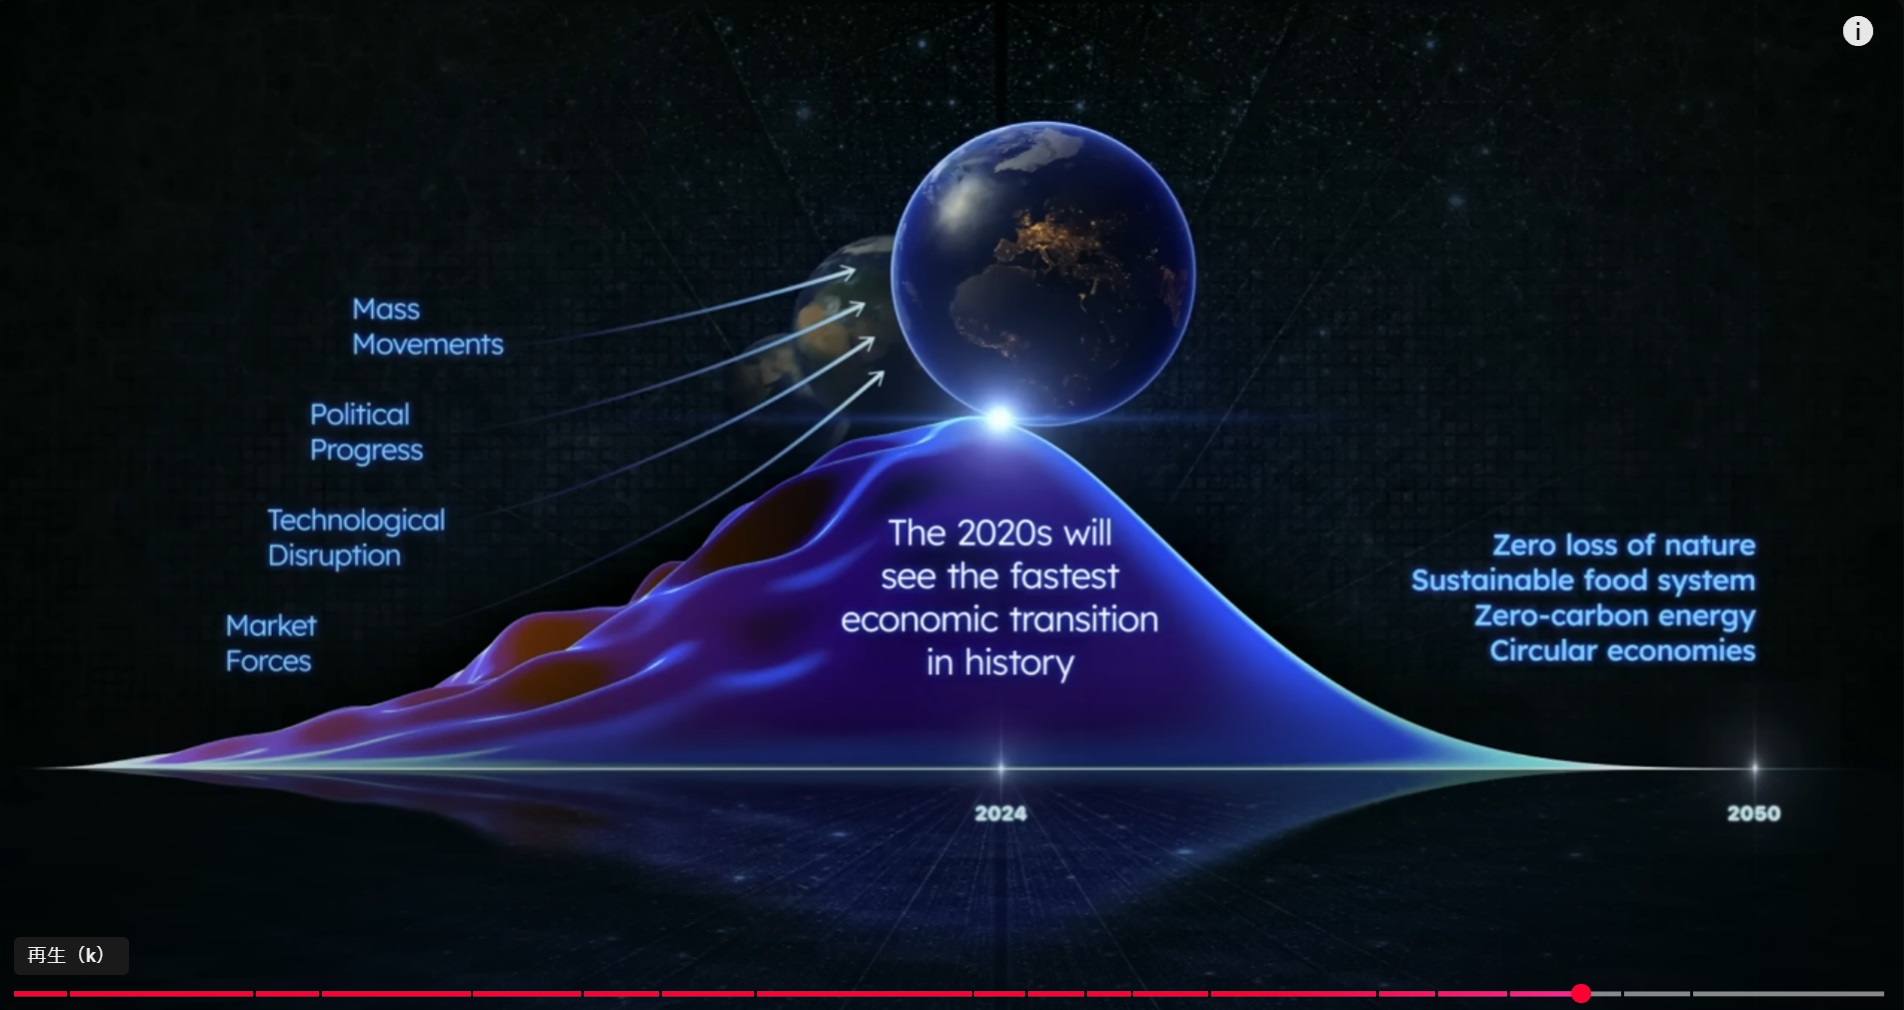 Mass
Movements
Political
Progress
Technological
Disruption
Market
Forces
The 2020s will
see the fastest
economic transition
in history
Zero loss of nature
Sustainable food system
Zero-carbon energy
Circular economies
2024
2050
再生（k）